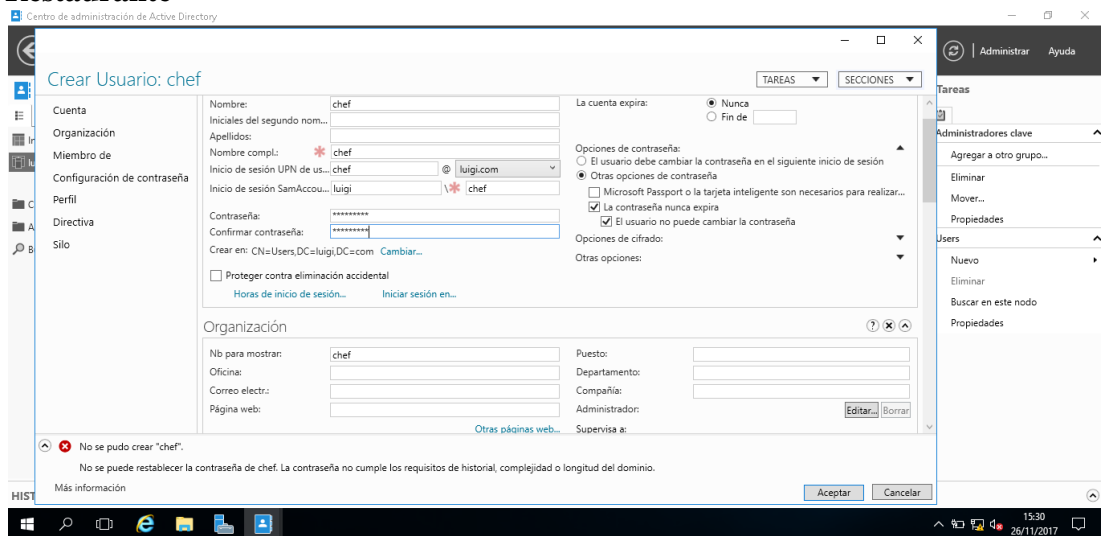 Centro de administración de Active Directory
Administrar Ayuda
Crear Usuario: chef
TAREAS SECCIONES
Cuenta
Organización
Miembro de
Configuración de contraseña
Perfil
Directiva
Silo
Nombre: chef
Iniciales del segundo nom...
Apellidos:
Nombre compl.: * chef
Inicio de sesión UPN de us... chef @ luigi.com
Inicio de sesión SamAccou... luigi \* chef
Contraseña: *********
Confirmar contraseña: *********
Crear en: CN=Users,DC=luigi,DC=com Cambiar...
Proteger contra eliminación accidental
Horas de inicio de sesión... Iniciar sesión en...
La cuenta expira: Nunca
Fin de
Opciones de contraseña:
El usuario debe cambiar la contraseña en el siguiente inicio de sesión
Otras opciones de contraseña
Microsoft Passport o la tarjeta inteligente son necesarios para realizar...
La contraseña nunca expira
El usuario no puede cambiar la contraseña
Opciones de cifrado:
Otras opciones:
Organización
Nb para mostrar: chef
Oficina:
Correo electr.:
Página web:
Otras páginas web...
Puesto:
Departamento:
Compañía:
Administrador: Editar... Borrar
Supervisa a:
No se pudo crear "chef".
No se puede restablecer la contraseña de chef. La contraseña no cumple los requisitos de historial, complejidad o longitud del dominio.
Más información
Aceptar Cancelar
Tareas
Administradores clave
Agregar a otro grupo...
Eliminar
Mover...
Propiedades
Users
Nuevo
Eliminar
Buscar en este nodo
Propiedades
HIST
15:30
26/11/2017